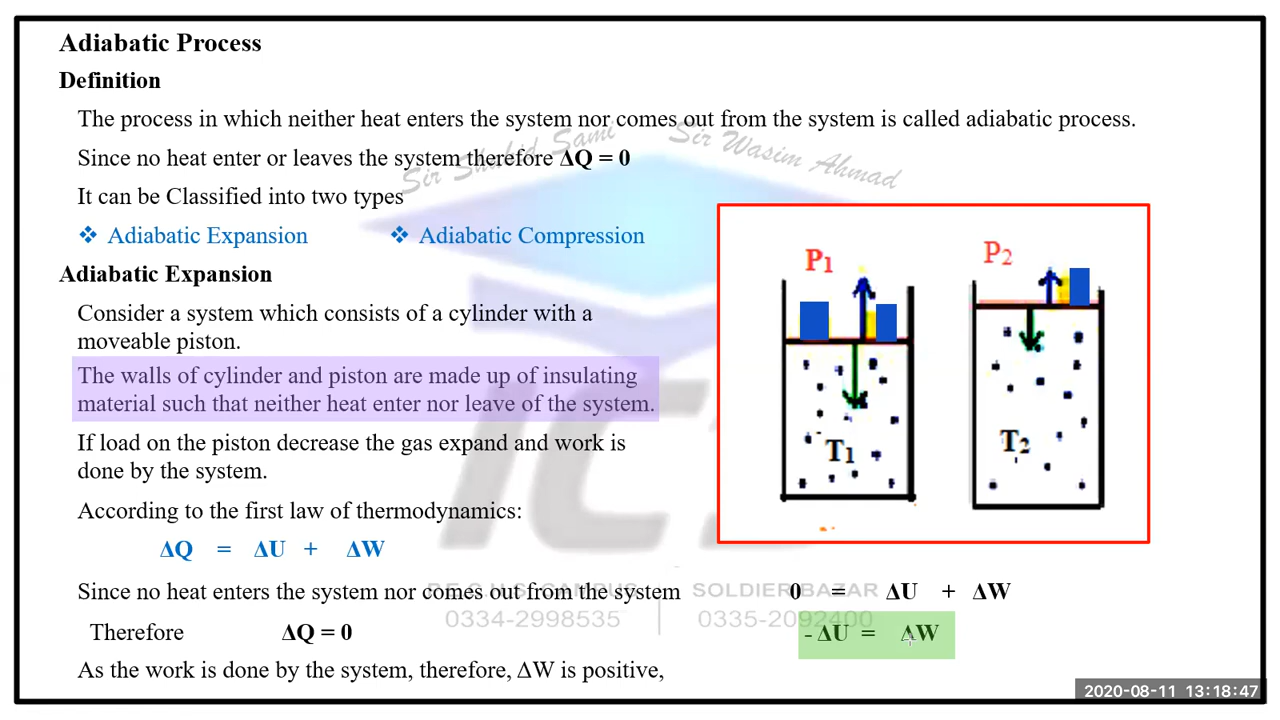 Adiabatic Process
Definition
The process in which neither heat enters the system nor comes out from the system is called adiabatic process.
Sir Shahid Sami Sir Wasim Ahmad
Since no heat enter or leaves the system therefore ΔQ = 0
It can be Classified into two types
❖ Adiabatic Expansion ❖ Adiabatic Compression
Adiabatic Expansion
Consider a system which consists of a cylinder with a
moveable piston.
The walls of cylinder and piston are made up of insulating
material such that neither heat enter nor leave of the system.
If load on the piston decrease the gas expand and work is
done by the system.
According to the first law of thermodynamics:
ΔQ = ΔU + ΔW
P1 P2
T1 T2
Since no heat enters the system nor comes out from the system 0 = ΔU + ΔW
P.E.C.H.S. CAMPUS SOLDIER BAZAR
0334-2998535 | 0335-2092400
Therefore ΔQ = 0 - ΔU = ΔW
As the work is done by the system, therefore, ΔW is positive,
2020-08-11 13:18:47